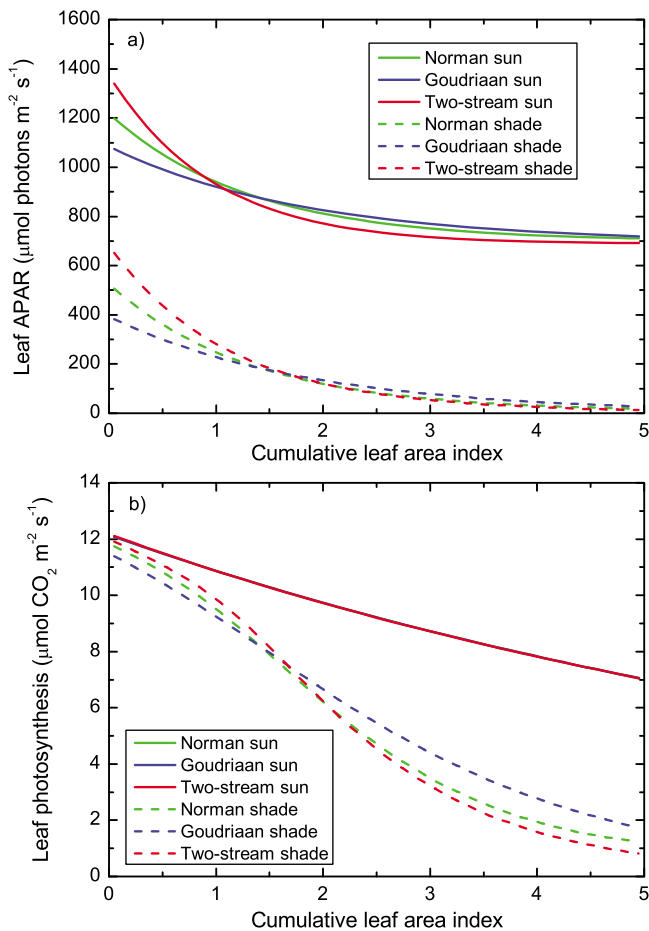 a)
Leaf APAR (μmol photons m-2 s-1)
1600
1400
1200
1000
800
600
400
200
0
Norman sun
Goudriaan sun
Two-stream sun
Norman shade
Goudriaan shade
Two-stream shade
0 1 2 3 4 5
Cumulative leaf area index
b)
Leaf photosynthesis (μmol CO2 m-2 s-1)
14
12
10
8
6
4
2
0
Norman sun
Goudriaan sun
Two-stream sun
Norman shade
Goudriaan shade
Two-stream shade
0 1 2 3 4 5
Cumulative leaf area index